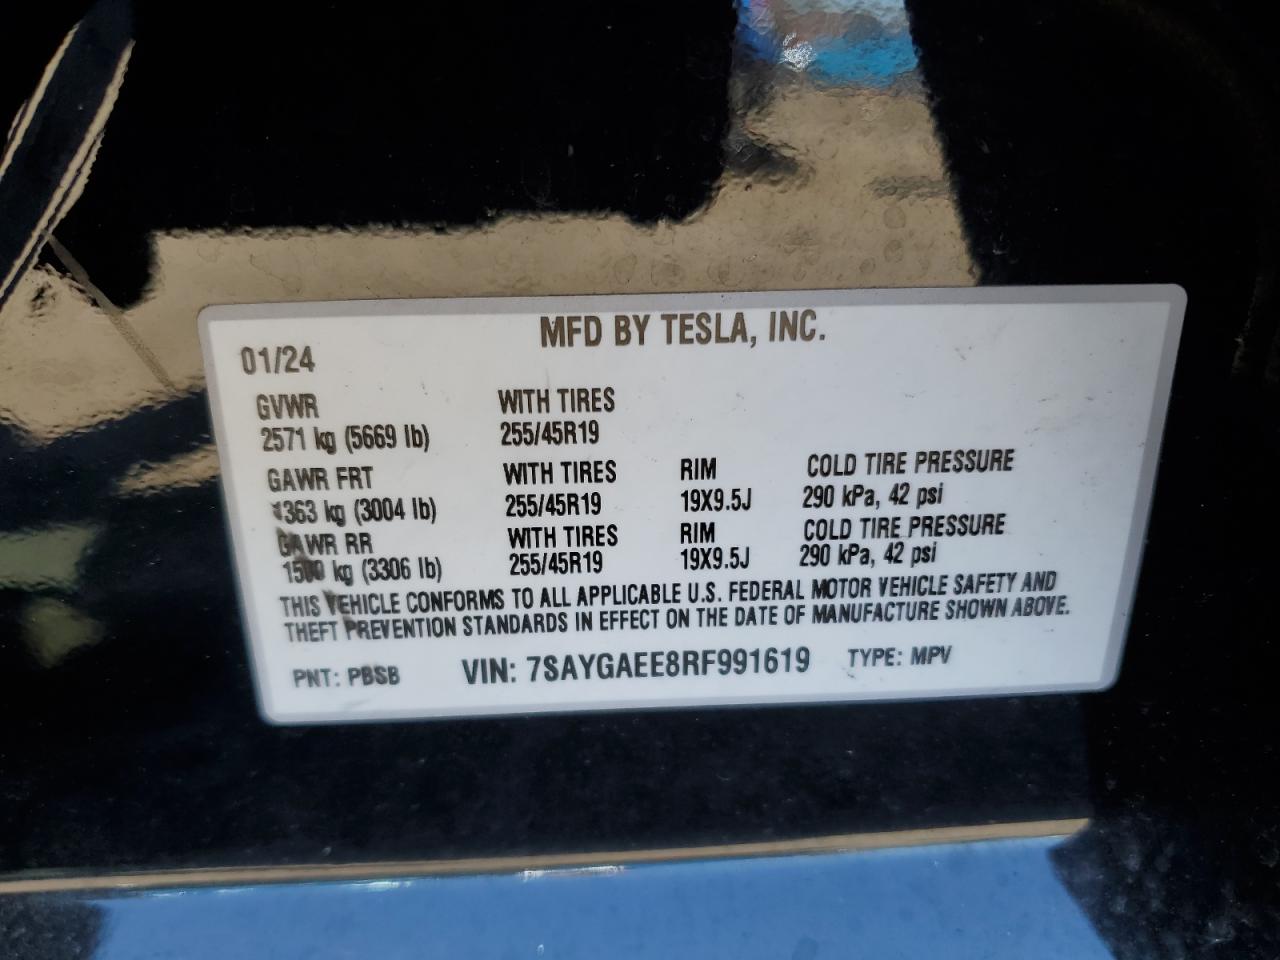 MFD BY TESLA, INC.
01/24
GVWR WITH TIRES
2571 kg (5669 lb) 255/45R19
GAWR FRT WITH TIRES RIM COLD TIRE PRESSURE
1363 kg (3004 lb) 255/45R19 19X9.5J 290 kPa, 42 psi
GAWR RR WITH TIRES RIM COLD TIRE PRESSURE
1500 kg (3306 lb) 255/45R19 19X9.5J 290 kPa, 42 psi
THIS VEHICLE CONFORMS TO ALL APPLICABLE U.S. FEDERAL MOTOR VEHICLE SAFETY AND
THEFT PREVENTION STANDARDS IN EFFECT ON THE DATE OF MANUFACTURE SHOWN ABOVE.
PNT: PBSB VIN: 7SAYGAEE8RF991619 TYPE: MPV